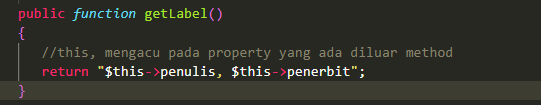 public function getLabel()
{
//this, mengacu pada property yang ada diluar method
return "$this->penulis, $this->penerbit";
}